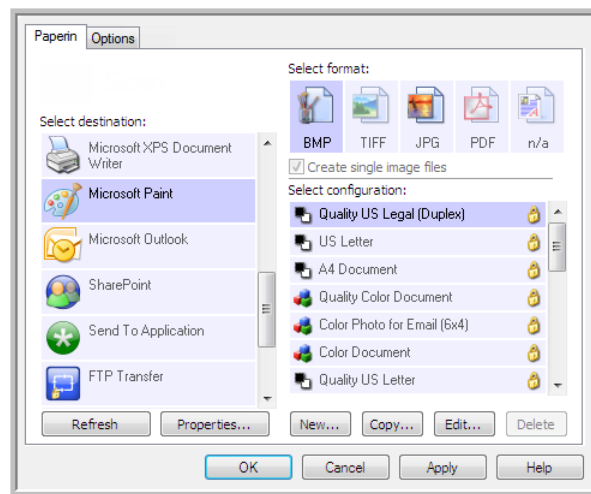 Paperin
Options
Select destination:
Microsoft XPS Document
Writer
Microsoft Paint
Microsoft Outlook
SharePoint
Send To Application
FTP Transfer
Refresh
Properties...
Select format:
BMP
TIFF
JPG
PDF
n/a
Create single image files
Select configuration:
Quality US Legal (Duplex)
US Letter
A4 Document
Quality Color Document
Color Photo for Email (6x4)
Color Document
Quality US Letter
New...
Copy...
Edit...
Delete
OK
Cancel
Apply
Help